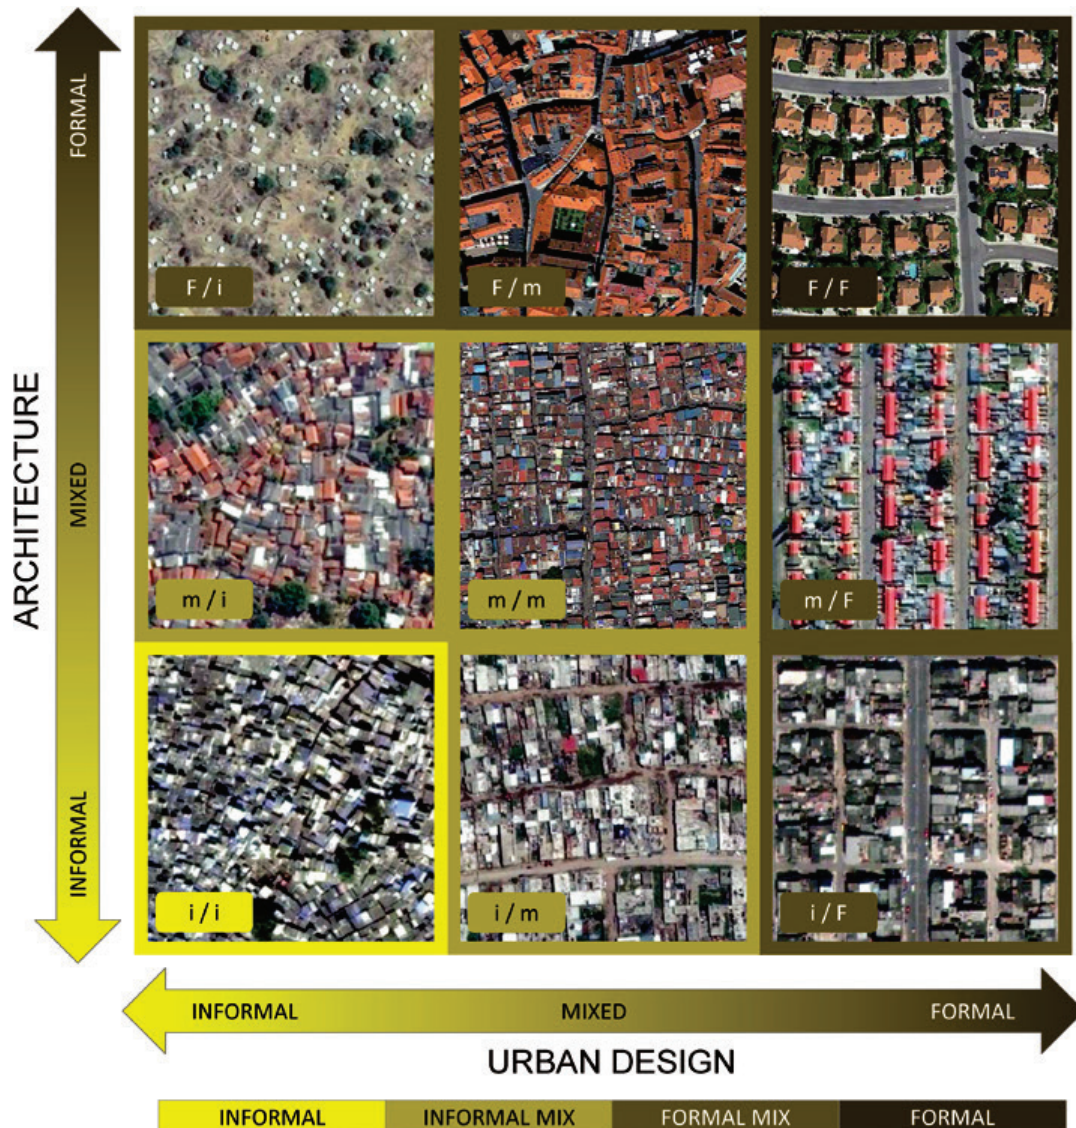 FORMAL
F / i
F / m
F / F
ARCHITECTURE
MIXED
m / i
m / m
m / F
INFORMAL
i / i
i / m
i / F
INFORMAL MIXED FORMAL
URBAN DESIGN
INFORMAL INFORMAL MIX FORMAL MIX FORMAL